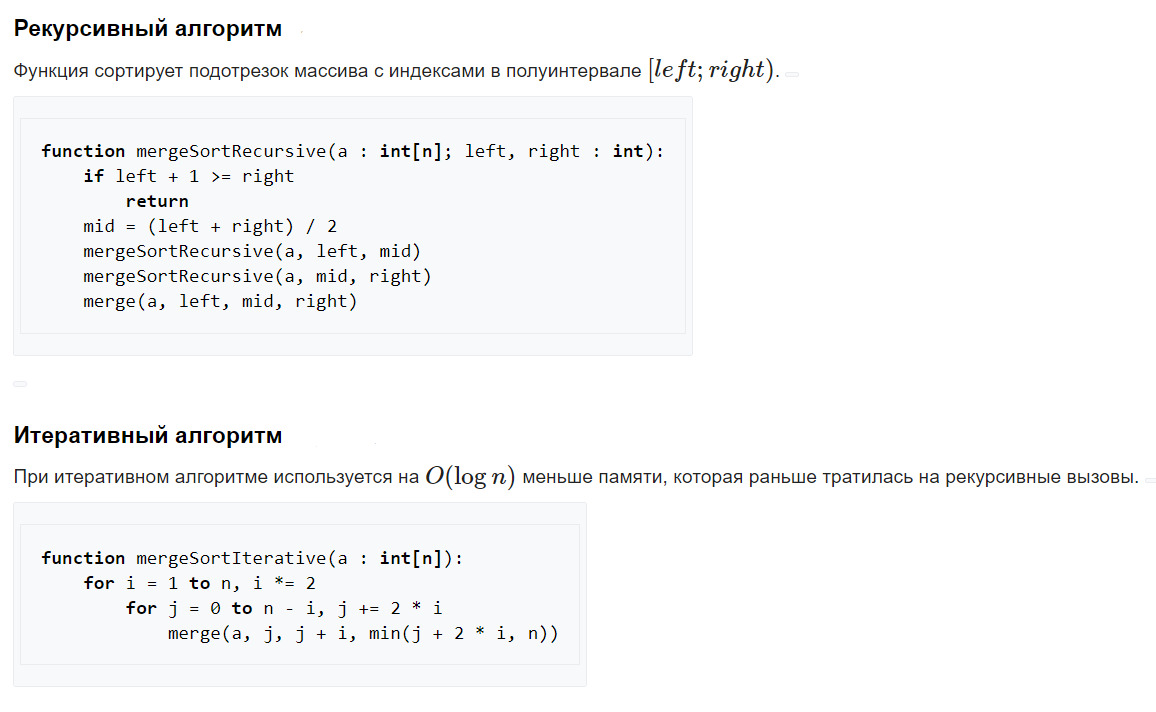 Рекурсивный алгоритм
Функция сортирует подотрезок массива с индексами в полуинтервале [left; right).
function mergeSortRecursive(a : int[n]; left, right : int):
    if left + 1 >= right
        return
    mid = (left + right) / 2
    mergeSortRecursive(a, left, mid)
    mergeSortRecursive(a, mid, right)
    merge(a, left, mid, right)
Итеративный алгоритм
При итеративном алгоритме используется на O(log n) меньше памяти, которая раньше тратилась на рекурсивные вызовы.
function mergeSortIterative(a : int[n]):
    for i = 1 to n, i *= 2
        for j = 0 to n - i, j += 2 * i
            merge(a, j, j + i, min(j + 2 * i, n))